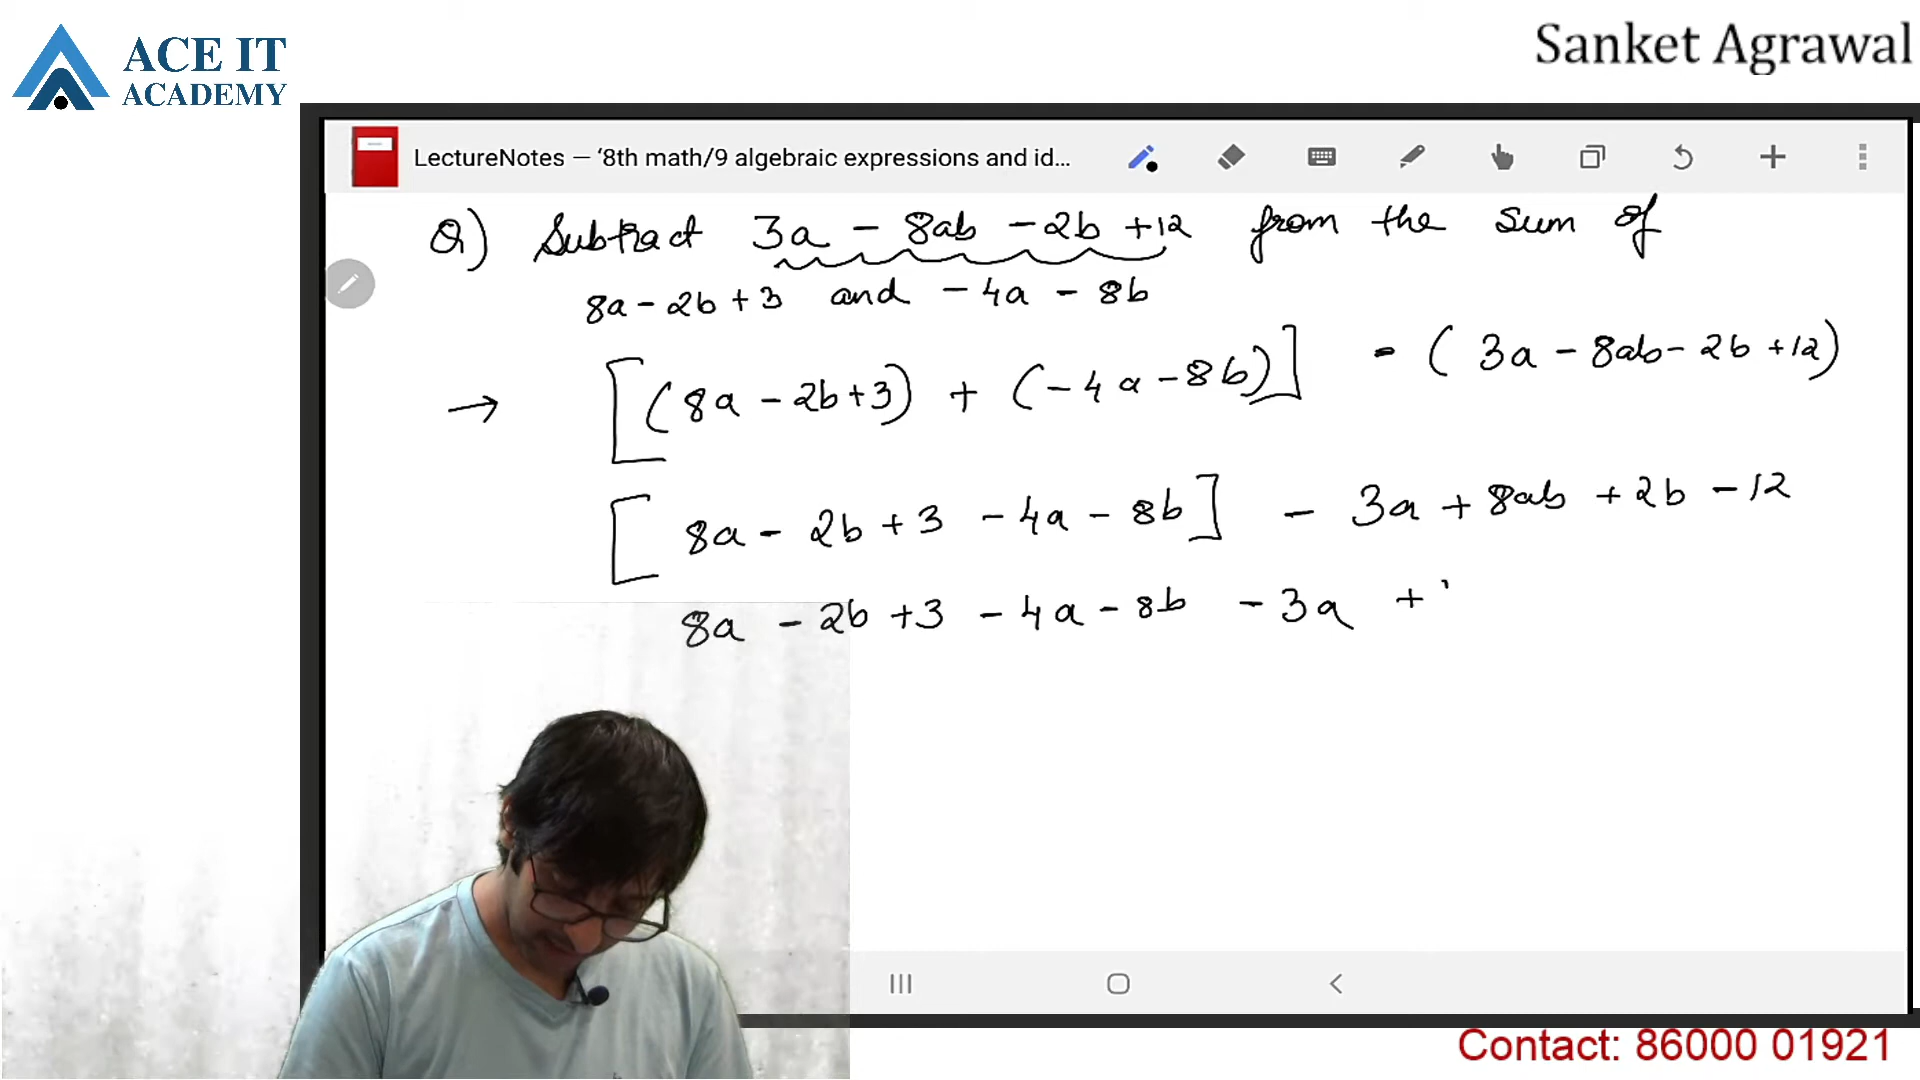 ACE IT
ACADEMY
Sanket Agrawal
LectureNotes — ‘8th math/9 algebraic expressions and id...
Q) Subtract 3a - 8ab - 2b + 12 from the sum of
8a - 2b + 3 and - 4a - 8b
→ [(8a - 2b + 3) + (- 4a - 8b)] - (3a - 8ab - 2b + 12)
[8a - 2b + 3 - 4a - 8b] - 3a + 8ab + 2b - 12
8a - 2b + 3 - 4a - 8b - 3a +
Contact: 86000 01921